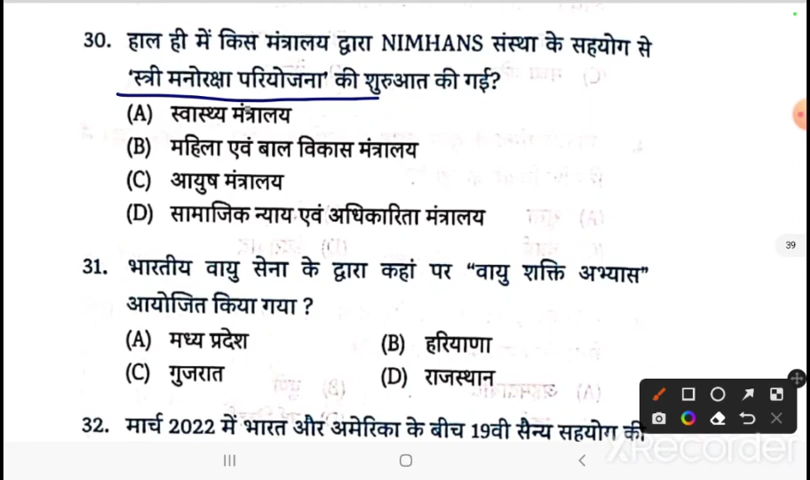 30. हाल ही में किस मंत्रालय द्वारा NIMHANS संस्था के सहयोग से
'स्त्री मनोरक्षा परियोजना' की शुरुआत की गई?
(A) स्वास्थ्य मंत्रालय
(B) महिला एवं बाल विकास मंत्रालय
(C) आयुष मंत्रालय
(D) सामाजिक न्याय एवं अधिकारिता मंत्रालय
39
31. भारतीय वायु सेना के द्वारा कहां पर "वायु शक्ति अभ्यास"
आयोजित किया गया ?
(A) मध्य प्रदेश (B) हरियाणा
(C) गुजरात (D) राजस्थान
32. मार्च 2022 में भारत और अमेरिका के बीच 19वी सैन्य सहयोग की
XRecorder